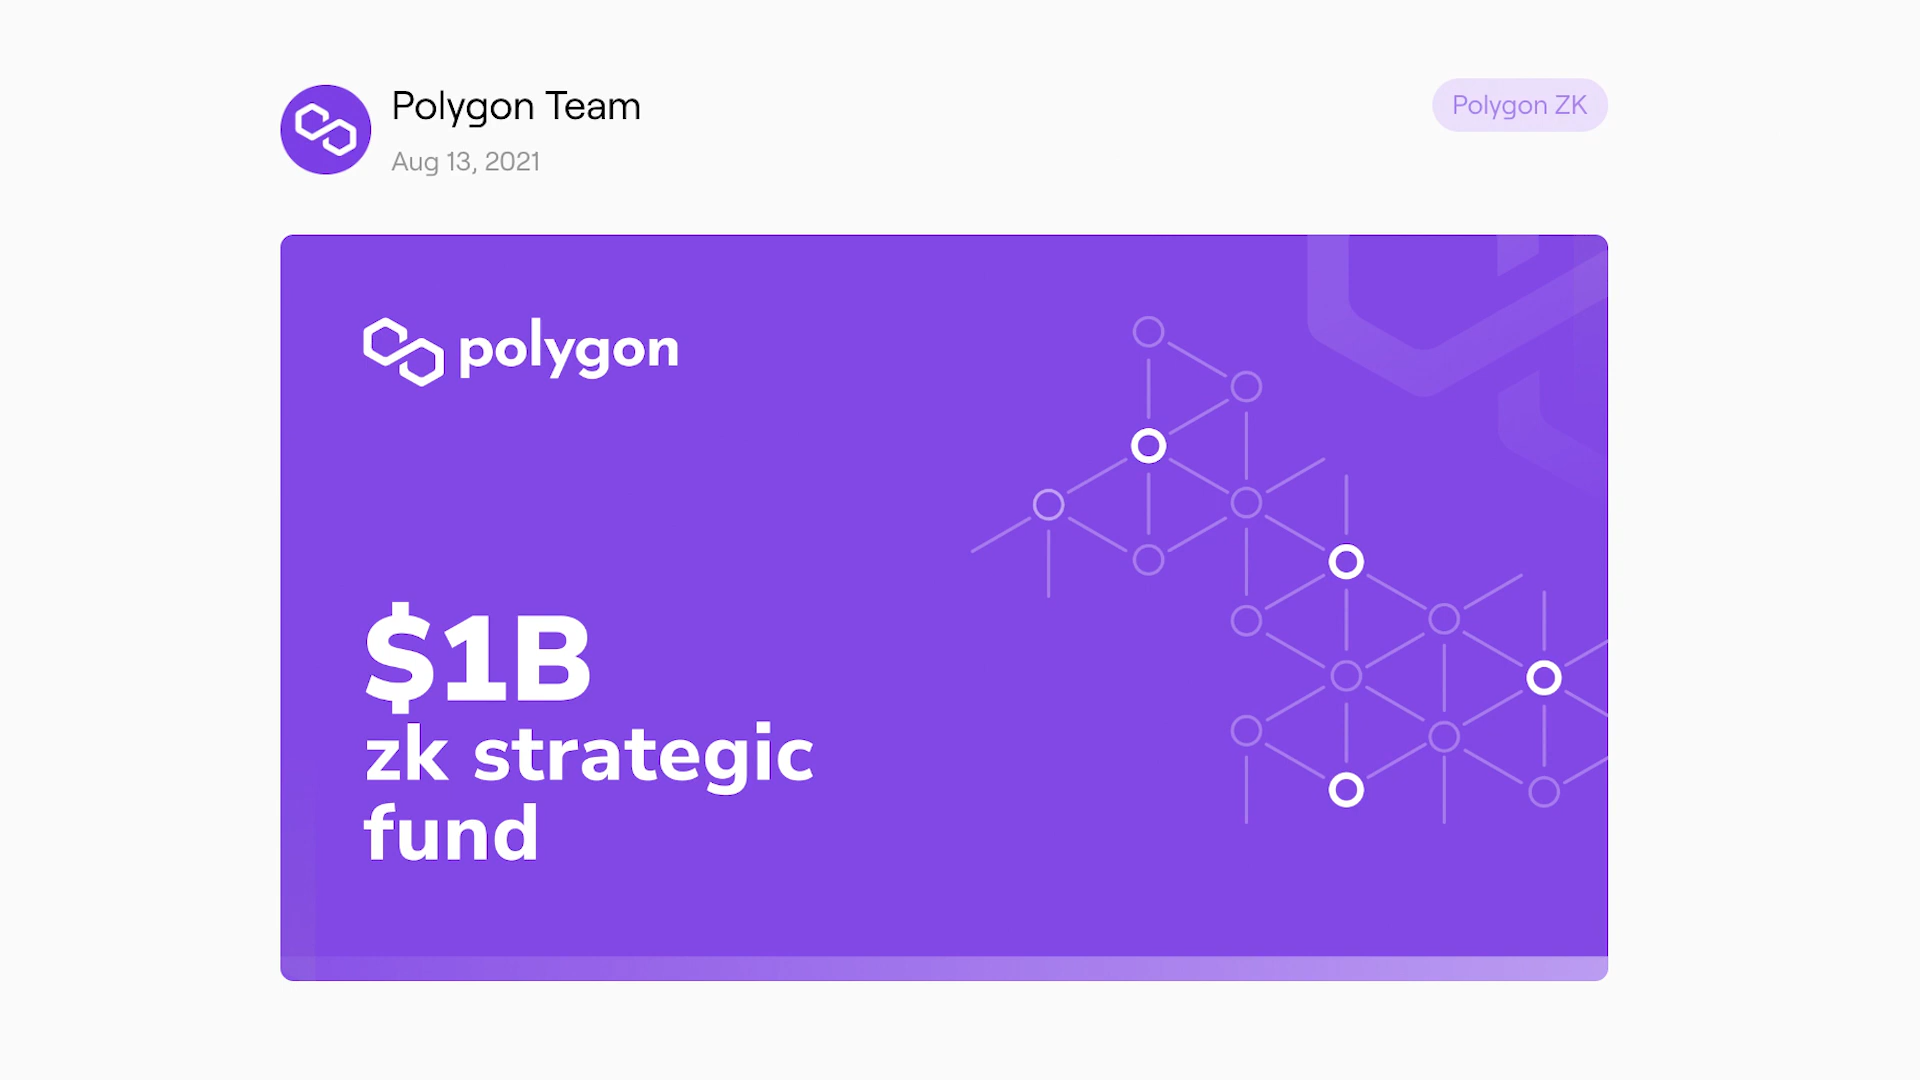 Polygon Team
Aug 13, 2021
Polygon ZK
polygon
$1B
zk strategic
fund